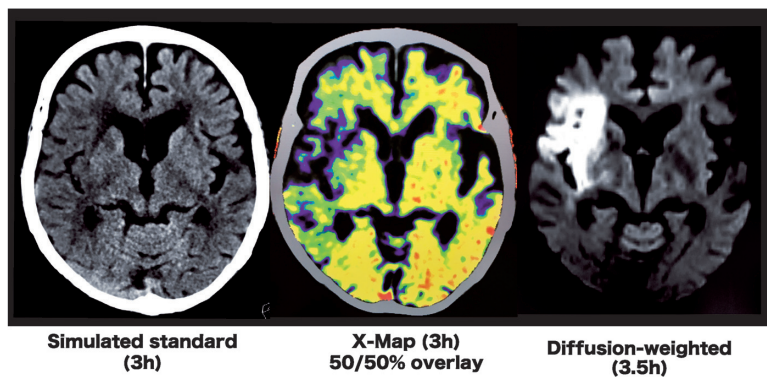 Simulated standard
(3h)
X-Map (3h)
50/50% overlay
Diffusion-weighted
(3.5h)